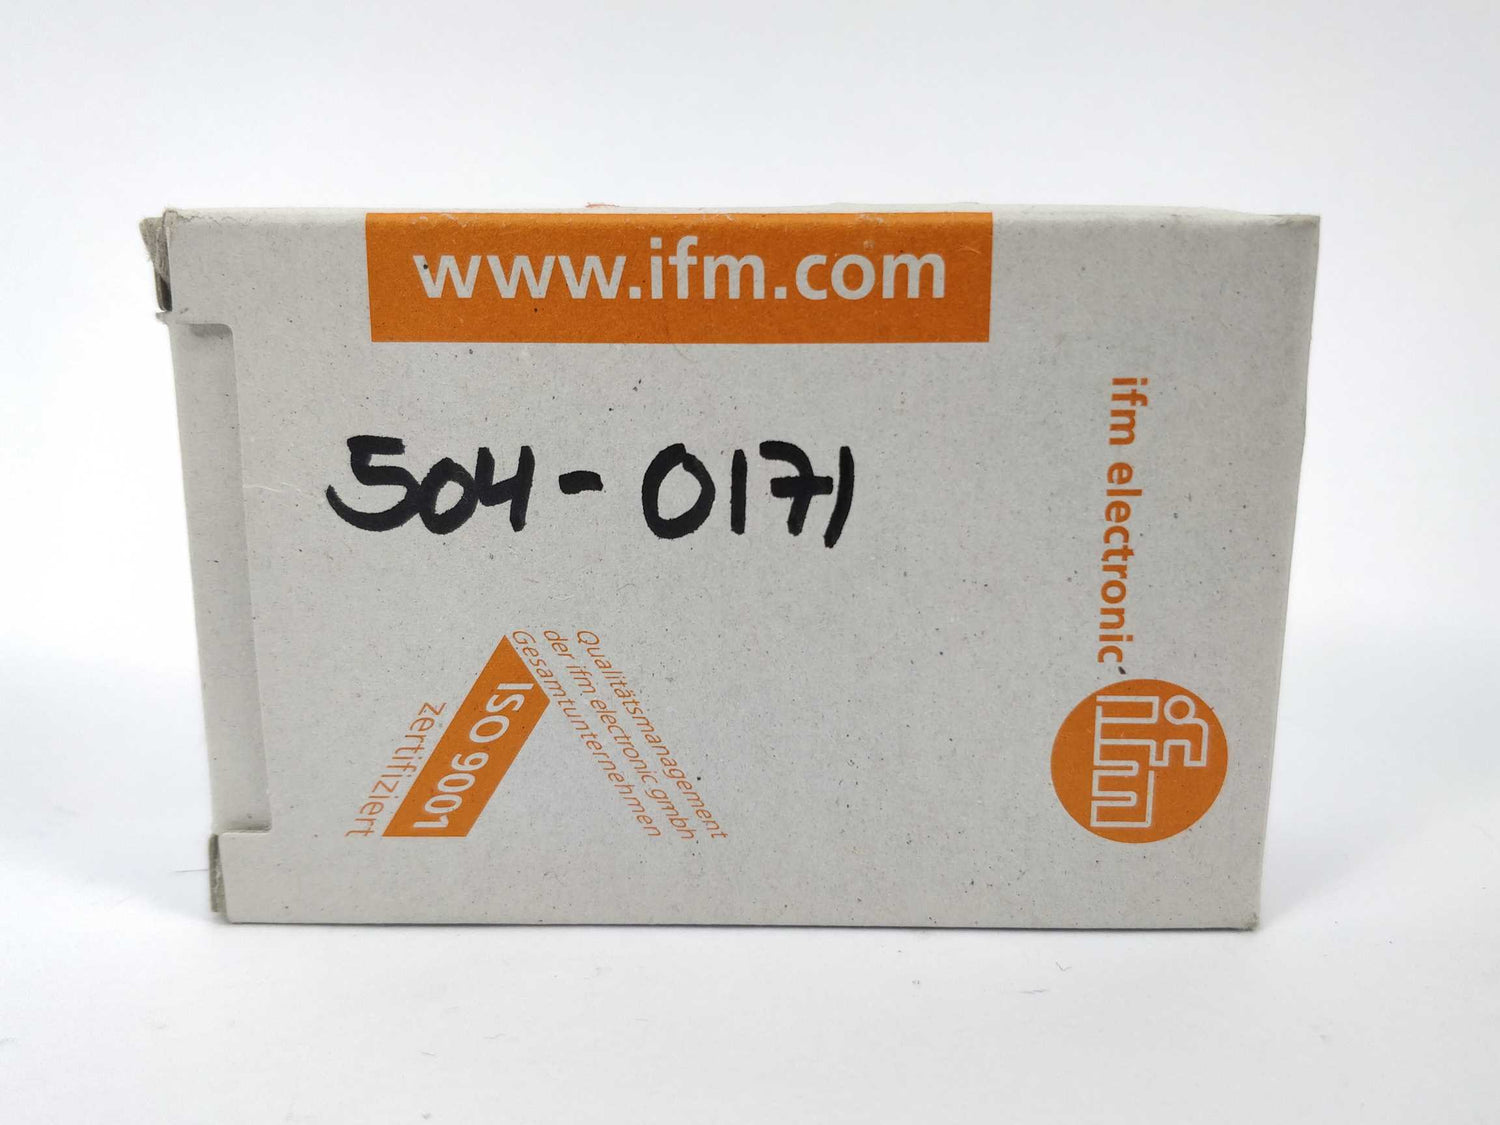 www.ifm.com
504-0171
ifm electronic
ifm
Qualitätsmanagement
der ifm electronic gmbh
Gesamtunternehmen
ISO 9001
zertifiziert